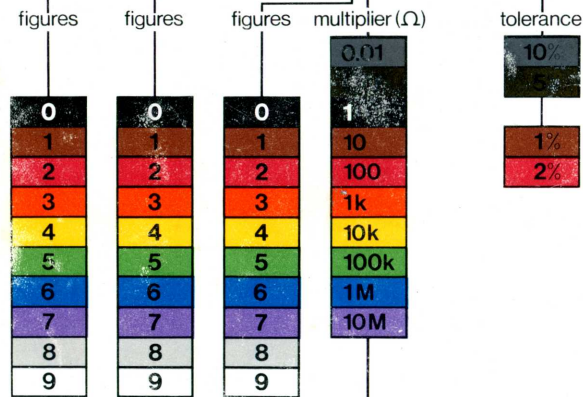 figures figures figures multiplier (Ω) tolerance
0.01 10%
5
0 0 0 1
1 1 1 10 1%
2 2 2 100 2%
3 3 3 1k
4 4 4 10k
5 5 5 100k
6 6 6 1M
7 7 7 10M
8 8 8
9 9 9